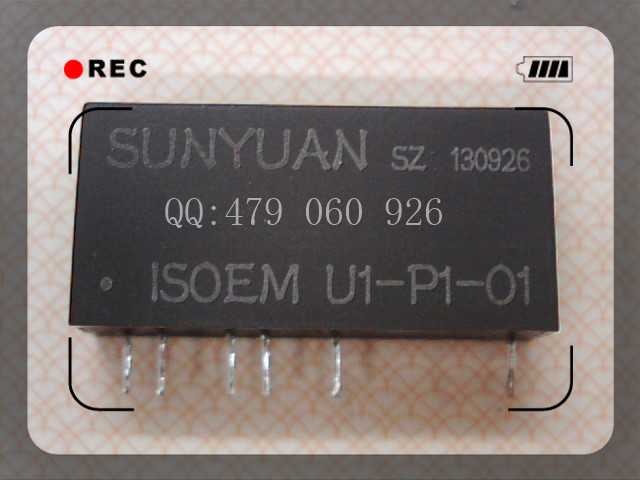 REC
SUNYUAN SZ 130926
QQ:479 060 926
ISOEM U1-P1-01